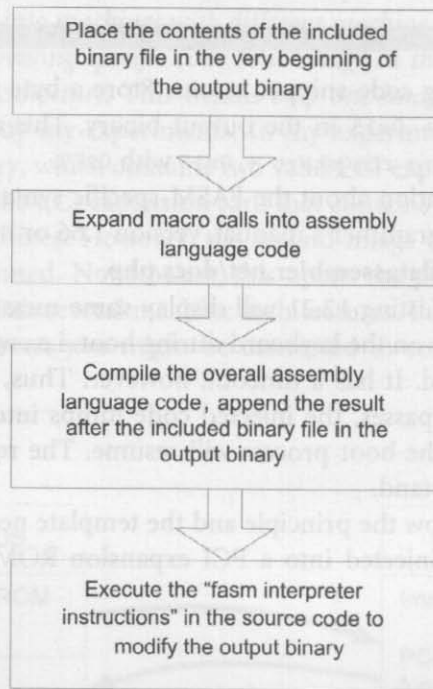 Place the contents of the included
binary file in the very beginning of
the output binary
Expand macro calls into assembly
language code
Compile the overall assembly
language code, append the result
after the included binary file in the
output binary
Execute the “fasm interpreter
instructions” in the source code to
modify the output binary